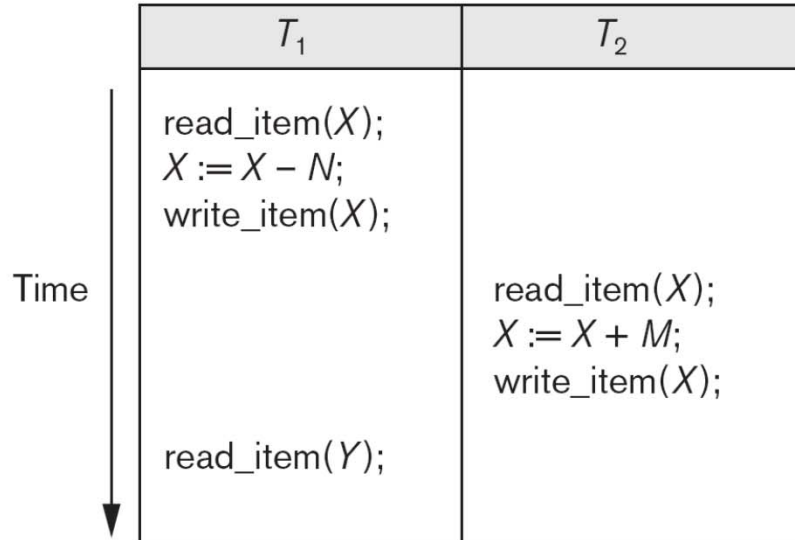 T₁ T₂
read_item(X);
X := X – N;
write_item(X);
Time
read_item(X);
X := X + M;
write_item(X);
read_item(Y);